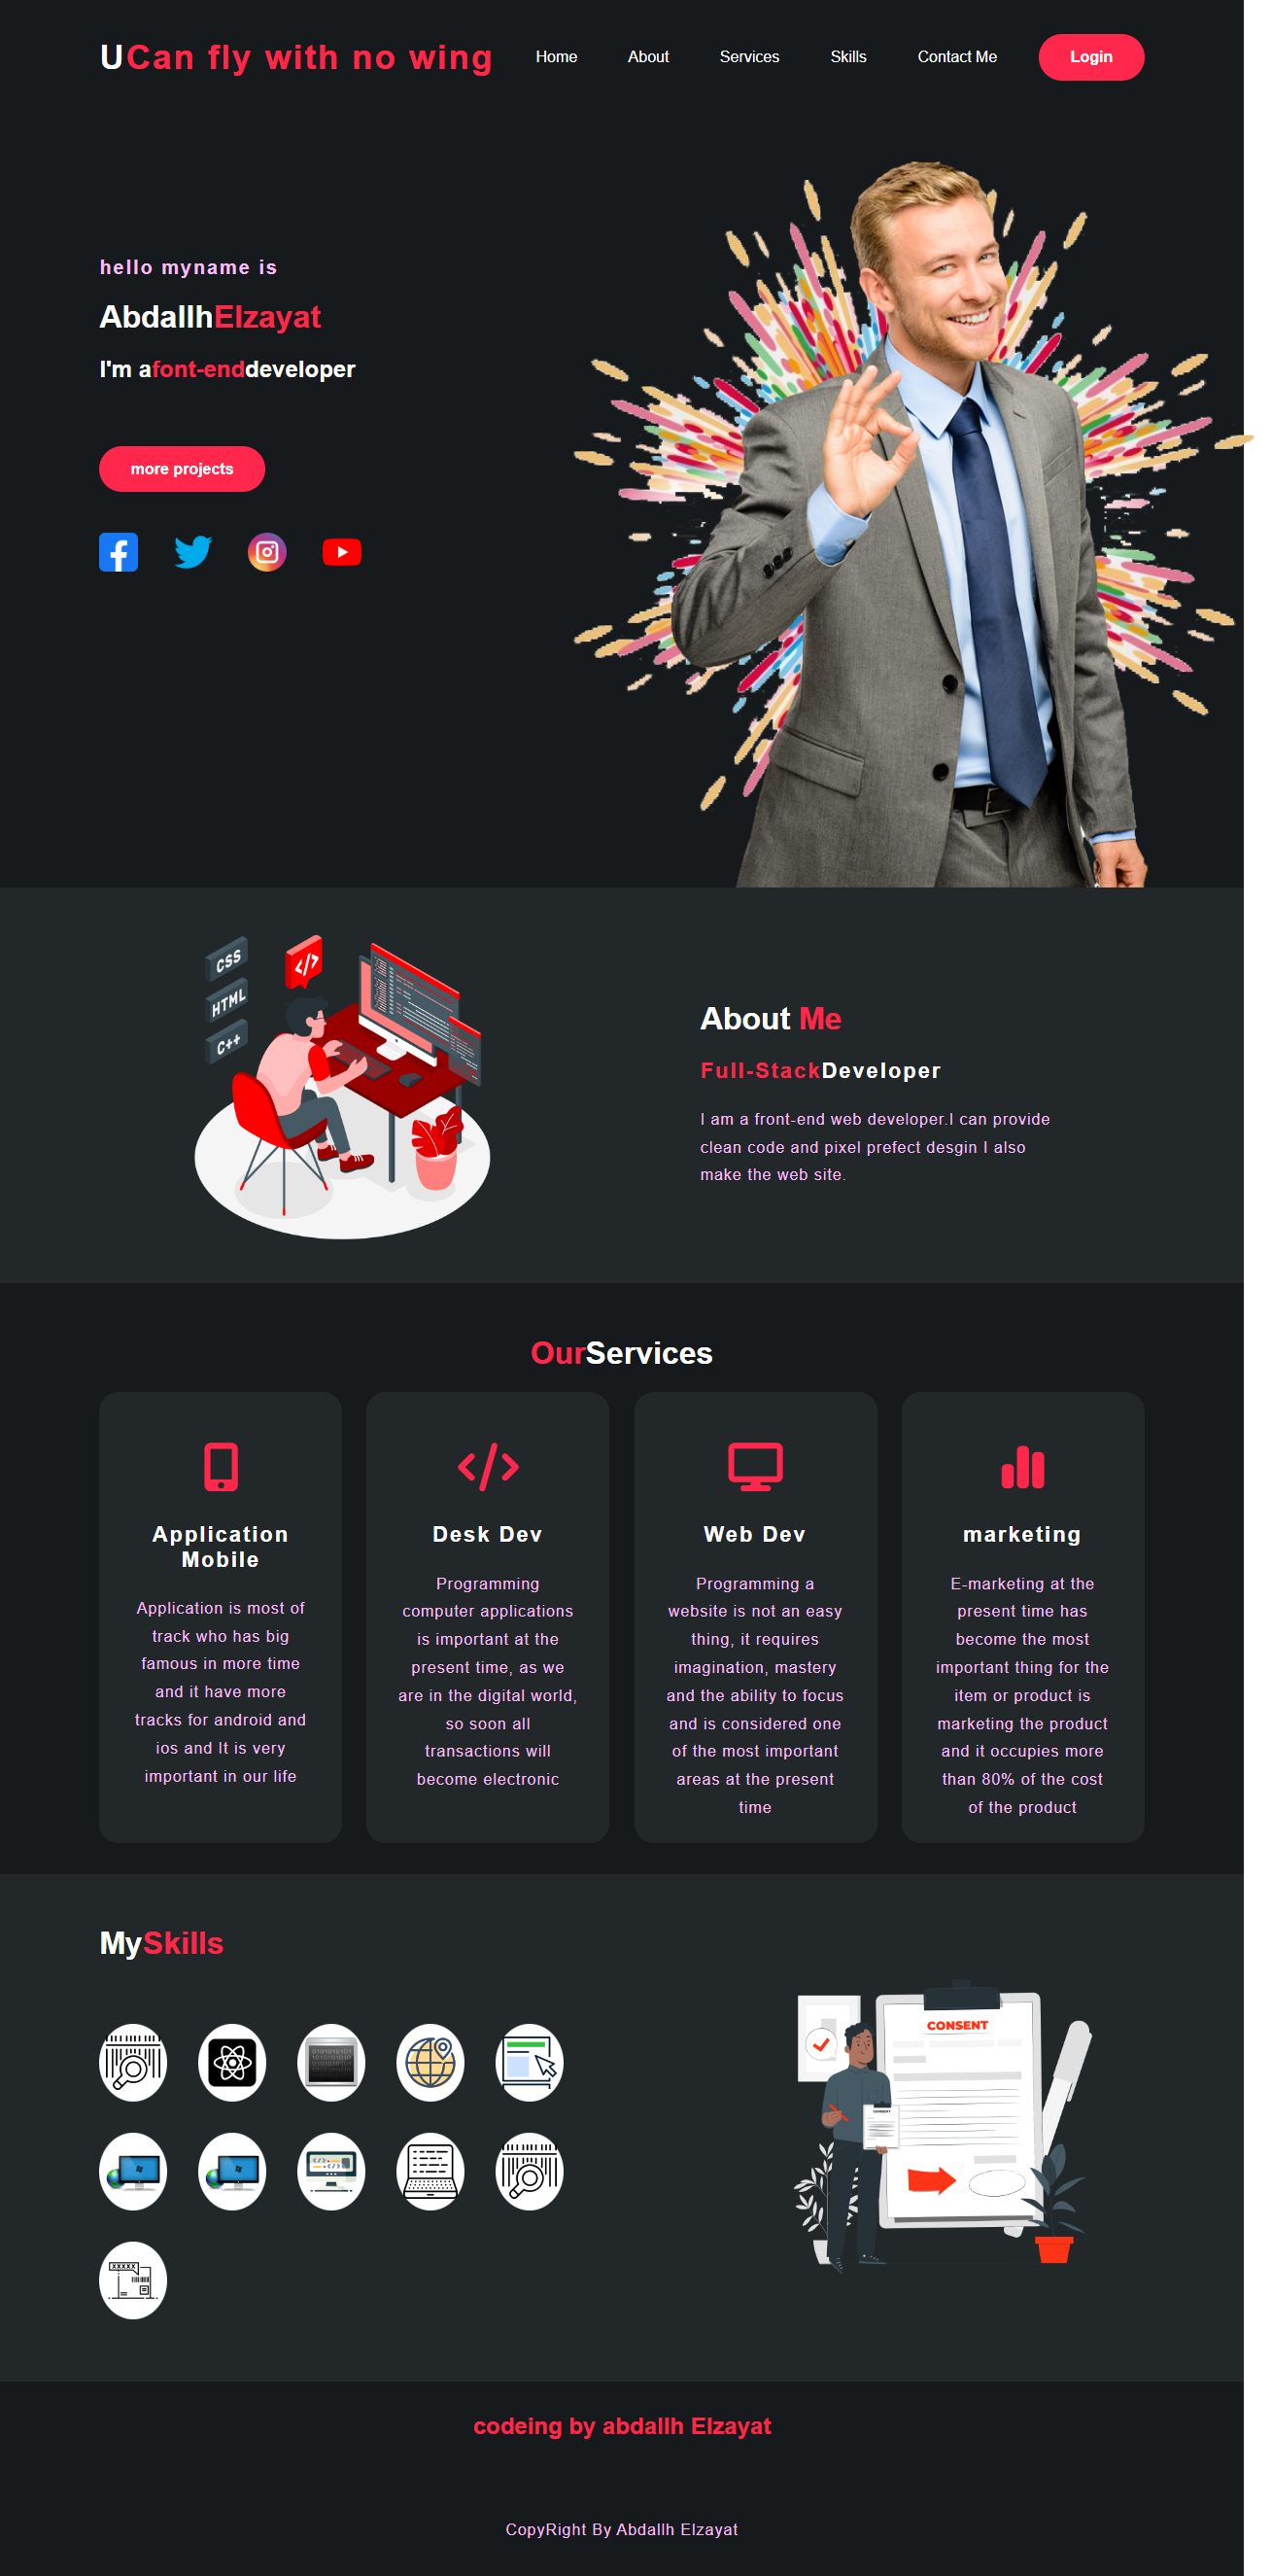 UCan fly with no wing
Home
About
Services
Skills
Contact Me
Login
hello myname is
AbdallhElzayat
I'm afont-enddeveloper
more projects
CSS
</>
HTML
C++
About Me
Full-StackDeveloper
I am a front-end web developer.I can provide
clean code and pixel prefect desgin I also
make the web site.
OurServices
Application
Mobile
Application is most of
track who has big
famous in more time
and it have more
tracks for android and
ios and It is very
important in our life
Desk Dev
Programming
computer applications
is important at the
present time, as we
are in the digital world,
so soon all
transactions will
become electronic
Web Dev
Programming a
website is not an easy
thing, it requires
imagination, mastery
and the ability to focus
and is considered one
of the most important
areas at the present
time
marketing
E-marketing at the
present time has
become the most
important thing for the
item or product is
marketing the product
and it occupies more
than 80% of the cost
of the product
MySkills
CONSENT
XXXXX
codeing by abdallh Elzayat
CopyRight By Abdallh Elzayat